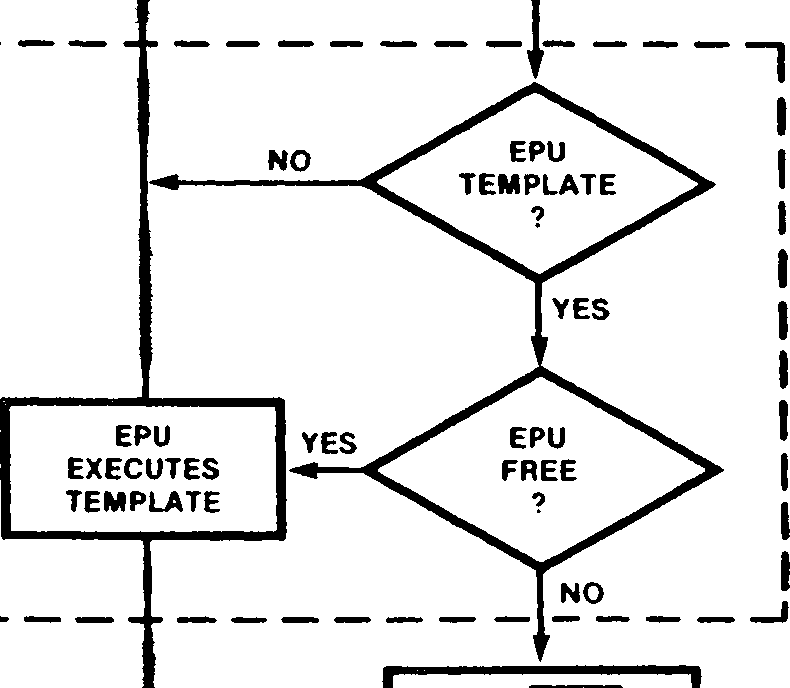 EPU
TEMPLATE
?
NO
YES
EPU
FREE
?
YES
EPU
EXECUTES
TEMPLATE
NO